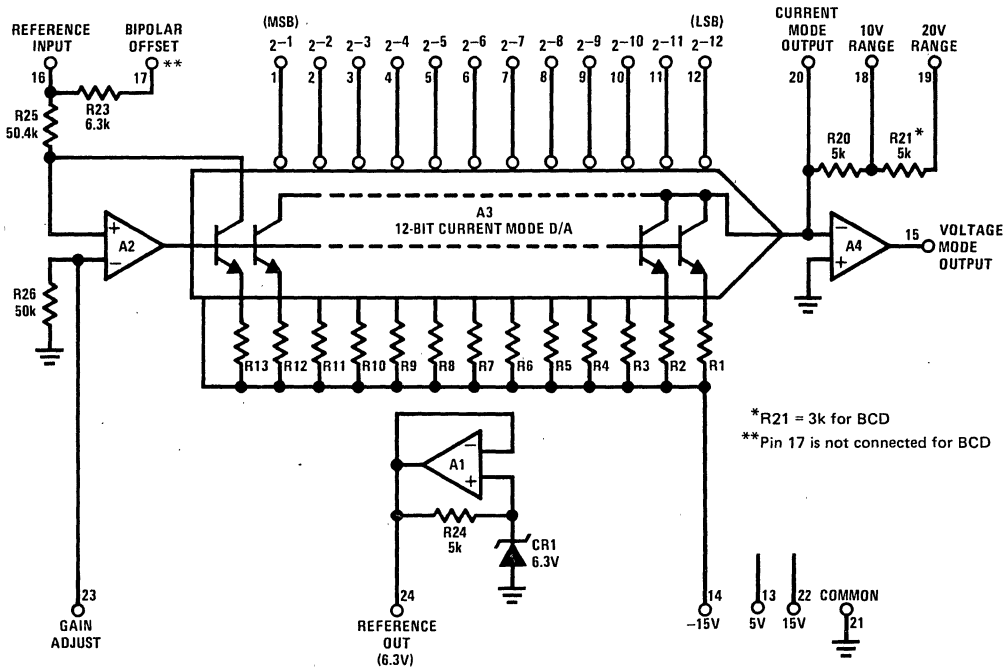 REFERENCE INPUT
BIPOLAR OFFSET **
(MSB)
(LSB)
CURRENT MODE OUTPUT
10V RANGE
20V RANGE
2⁻¹ 2⁻² 2⁻³ 2⁻⁴ 2⁻⁵ 2⁻⁶ 2⁻⁷ 2⁻⁸ 2⁻⁹ 2⁻¹⁰ 2⁻¹¹ 2⁻¹²
16 17 1 2 3 4 5 6 7 8 9 10 11 12 20 18 19
R23
6.3k
R25
50.4k
R20
5k
R21*
5k
A3
12-BIT CURRENT MODE D/A
+
A2
−
−
A4
+
15
VOLTAGE MODE OUTPUT
R26
50k
R13 R12 R11 R10 R9 R8 R7 R6 R5 R4 R3 R2 R1
*R21 = 3k for BCD
**Pin 17 is not connected for BCD
−
A1
+
R24
5k
CR1
6.3V
23
GAIN ADJUST
24
REFERENCE OUT
(6.3V)
14
−15V
13
5V
22
15V
COMMON
21